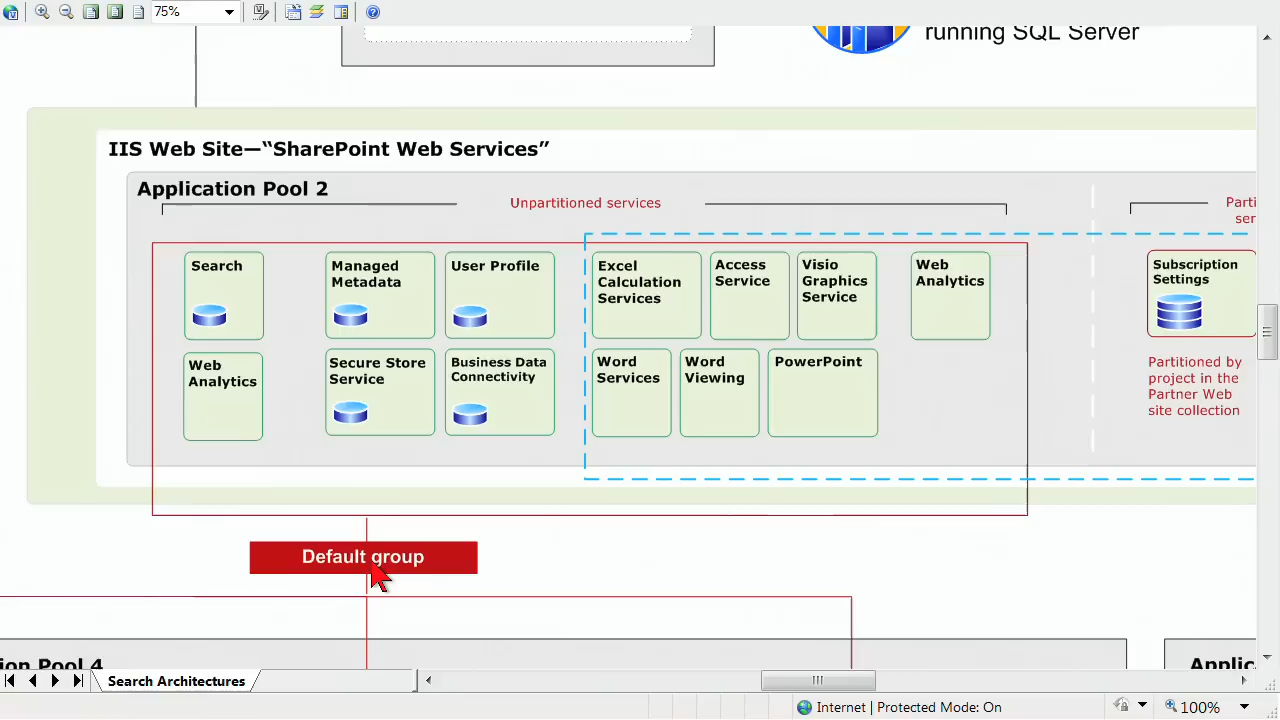 75%
running SQL Server
IIS Web Site—“SharePoint Web Services”
Application Pool 2
Unpartitioned services
Parti
ser
Search
Managed
Metadata
User Profile
Excel
Calculation
Services
Access
Service
Visio
Graphics
Service
Web
Analytics
Subscription
Settings
Web
Analytics
Secure Store
Service
Business Data
Connectivity
Word
Services
Word
Viewing
PowerPoint
Partitioned by
project in the
Partner Web
site collection
Default group
ion Pool 4
Applic
Search Architectures
Internet | Protected Mode: On
100%